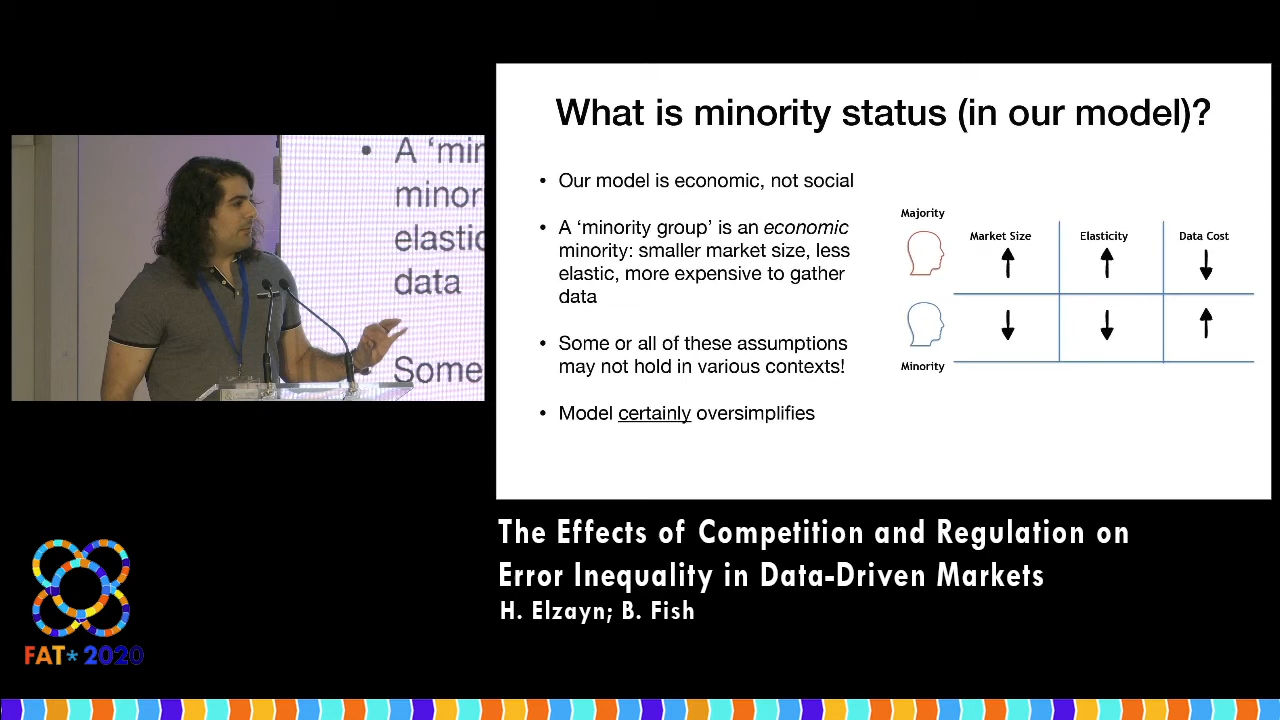 A ‘min
minor
elastic
data
Some
What is minority status (in our model)?
• Our model is economic, not social
• A ‘minority group’ is an economic
minority: smaller market size, less
elastic, more expensive to gather
data
• Some or all of these assumptions
may not hold in various contexts!
• Model certainly oversimplifies
Majority
Market Size
Elasticity
Data Cost
Minority
The Effects of Competition and Regulation on
Error Inequality in Data-Driven Markets
H. Elzayn; B. Fish
FAT* 2020